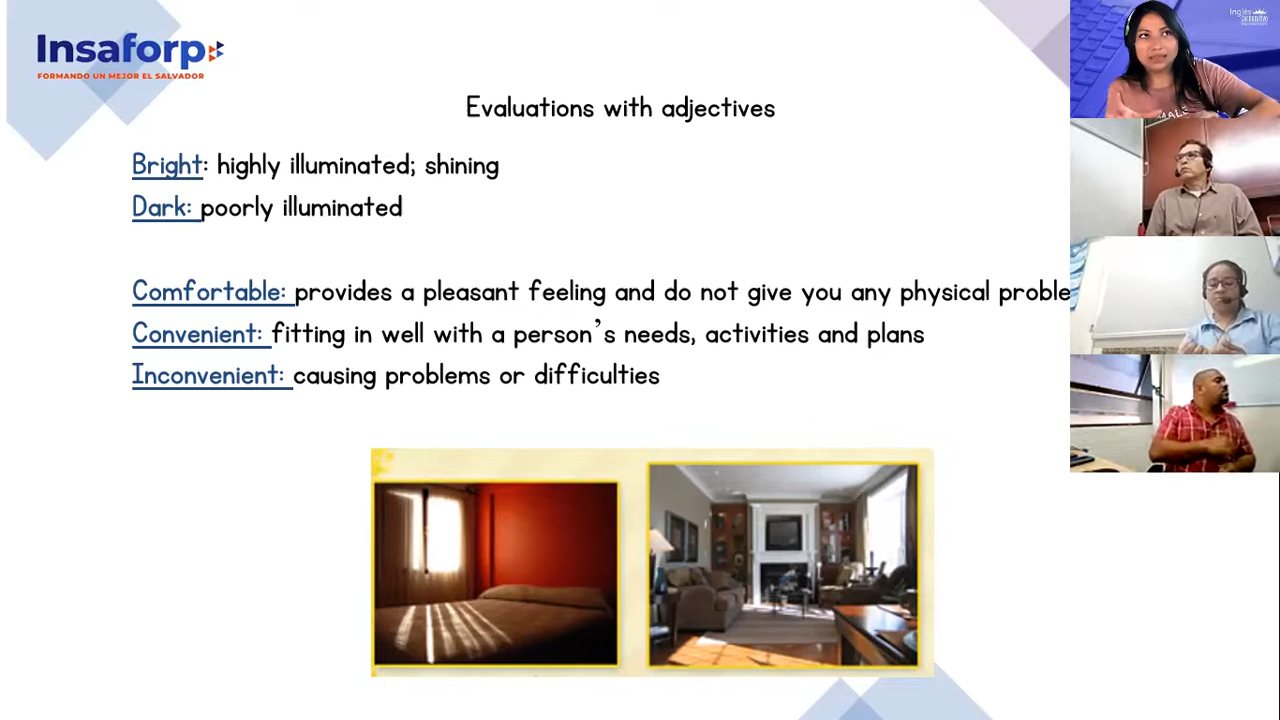 Insaforp
FORMANDO UN MEJOR EL SALVADOR
Evaluations with adjectives
Bright: highly illuminated; shining
Dark: poorly illuminated
Comfortable: provides a pleasant feeling and do not give you any physical proble
Convenient: fitting in well with a person's needs, activities and plans
Inconvenient: causing problems or difficulties
Inglés